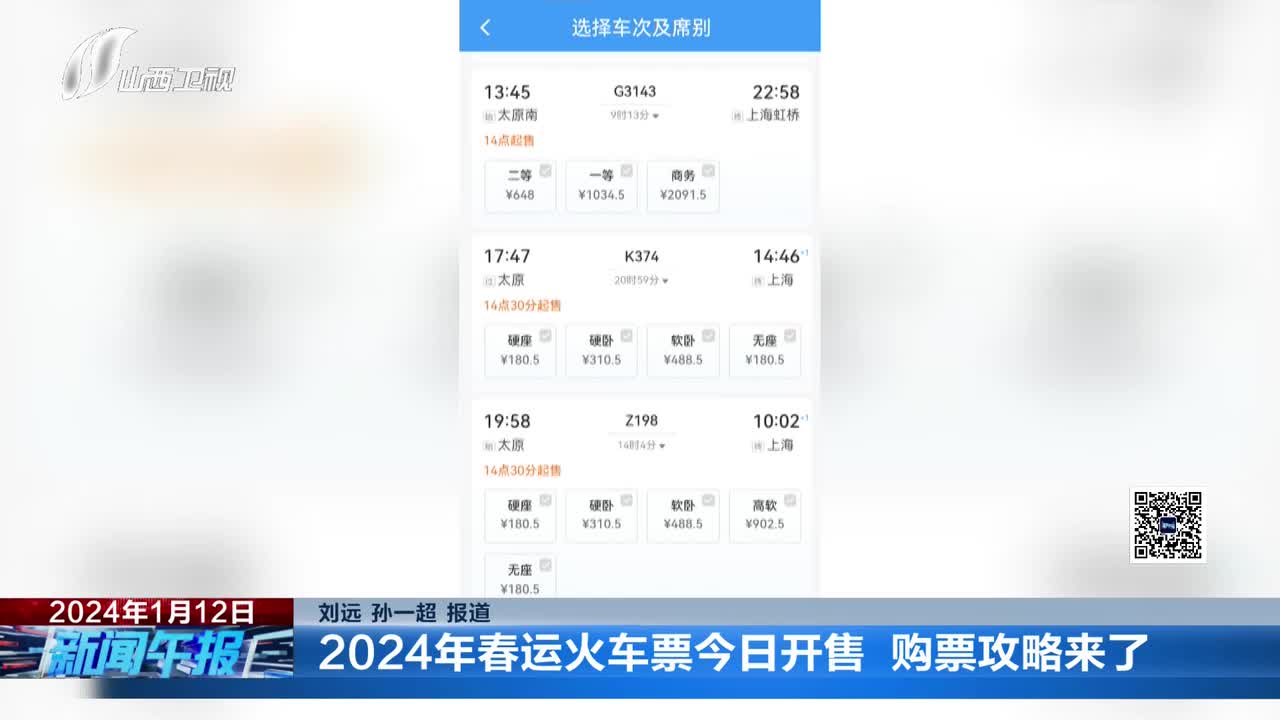 山西卫视
选择车次及席别
13:45 G3143 22:58
始 太原南 9时13分 终 上海虹桥
14点起售
二等 一等 商务
¥648 ¥1034.5 ¥2091.5
17:47 K374 14:46+1
过 太原 20时59分 终 上海
14点30分起售
硬座 硬卧 软卧 无座
¥180.5 ¥310.5 ¥488.5 ¥180.5
19:58 Z198 10:02+1
始 太原 14时4分 终 上海
14点30分起售
硬座 硬卧 软卧 高软
¥180.5 ¥310.5 ¥488.5 ¥902.5
无座
¥180.5
2024年1月12日
刘远 孙一超 报道
新闻午报
2024年春运火车票今日开售 购票攻略来了